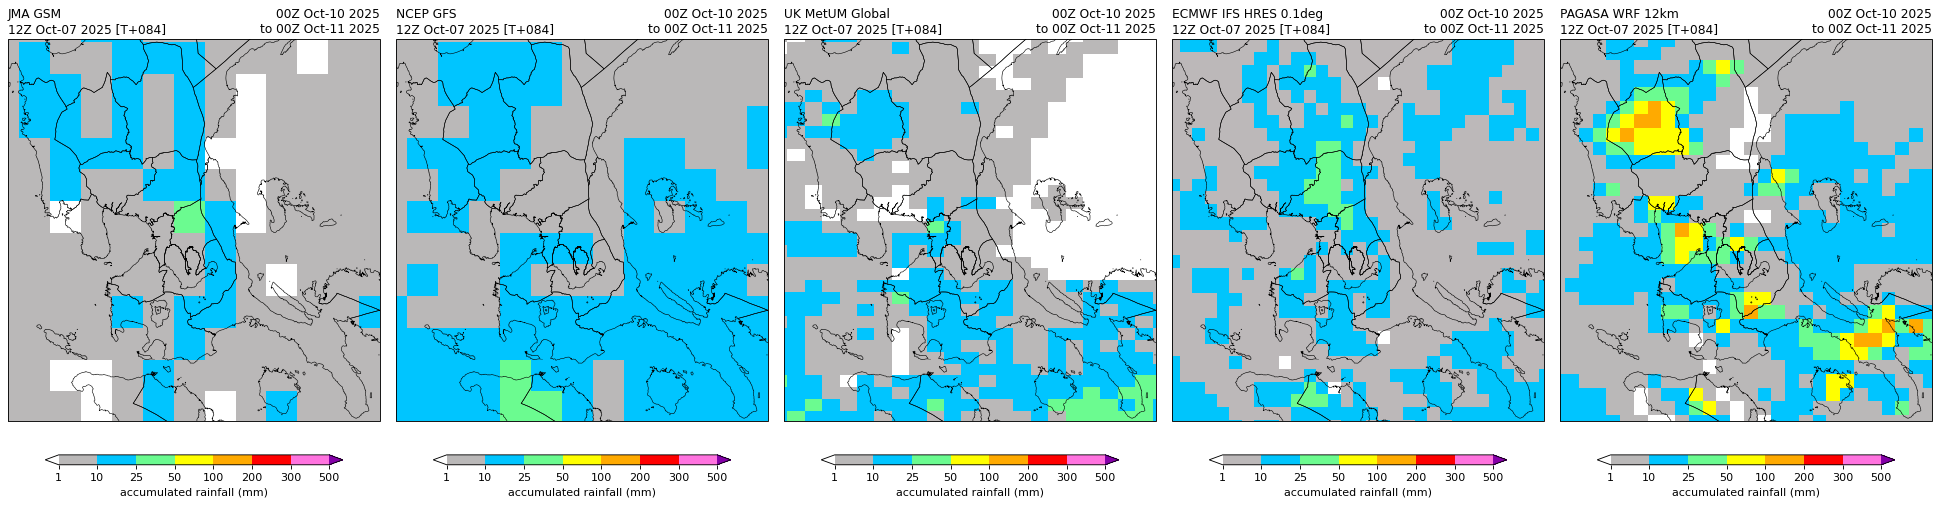 JMA GSM 00Z Oct-10 2025
12Z Oct-07 2025 [T+084] to 00Z Oct-11 2025
NCEP GFS 00Z Oct-10 2025
12Z Oct-07 2025 [T+084] to 00Z Oct-11 2025
UK MetUM Global 00Z Oct-10 2025
12Z Oct-07 2025 [T+084] to 00Z Oct-11 2025
ECMWF IFS HRES 0.1deg 00Z Oct-10 2025
12Z Oct-07 2025 [T+084] to 00Z Oct-11 2025
PAGASA WRF 12km 00Z Oct-10 2025
12Z Oct-07 2025 [T+084] to 00Z Oct-11 2025
1 10 25 50 100 200 300 500
accumulated rainfall (mm)
1 10 25 50 100 200 300 500
accumulated rainfall (mm)
1 10 25 50 100 200 300 500
accumulated rainfall (mm)
1 10 25 50 100 200 300 500
accumulated rainfall (mm)
1 10 25 50 100 200 300 500
accumulated rainfall (mm)